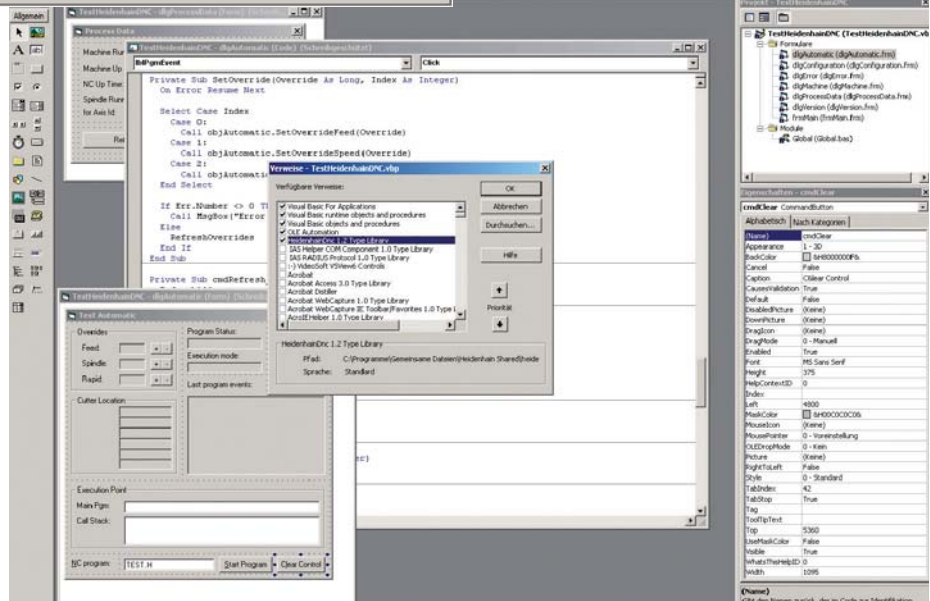 TestHeidenhainDNC - dlgProcessData (Form)
Process Data
Machine Up
NC Up Time:
for Axis Id:
Allgemein
TestHeidenhainDNC - dlgAutomatic (Code) (Schreibgeschützt)
lblPgmEvent
Click
Private Sub SetOverride(Override As Long, Index As Integer)
On Error Resume Next
Select Case Index
Case 0:
Call objAutomatic.SetOverrideFeed(Override)
Case 1:
Call objAutomatic.SetOverrideSpeed(Override)
Case 2:
Call objAutomatic
End Select
If Err.Number <> 0 Th
Call MsgBox("Error
Else
RefreshOverrides
End If
End Sub
Private Sub cmdRefresh_
Verweise - TestHeidenhainDNC.vbp
Verfügbare Verweise:
Visual Basic For Applications
Visual Basic runtime objects and procedures
Visual Basic objects and procedures
OLE Automation
HeidenhainDnc 1.2 Type Library
IAS Helper COM Component 1.0 Type Library
IAS RADIUS Protocol 1.0 Type Library
:-) VideoSoft VSView6 Controls
Acrobat
Acrobat Access 3.0 Type Library
Acrobat Distiller
Acrobat WebCapture 1.0 Type Library
Acrobat WebCapture IE Toolbar/Favorites 1.0 Type L
AcroIEHelper 1.0 Type Library
OK
Abbrechen
Durchsuchen...
Hilfe
Priorität
HeidenhainDnc 1.2 Type Library
Pfad: C:\Programme\Gemeinsame Dateien\Heidenhain Shared\heide
Sprache: Standard
TestHeidenhainDNC - dlgAutomatic (Form) (Schreibgeschützt)
Test Automatic
Overrides
Feed:
Spindle:
Rapid:
Program Status:
Execution mode:
Last program events:
Cutter Location
Execution Point
Main Pgm:
Call Stack:
NC program: TEST.H
Start Program
Clear Control
Projekt - TestHeidenhainDNC
TestHeidenhainDNC (TestHeidenhainDNC.vbp)
Formulare
dlgAutomatic (dlgAutomatic.frm)
dlgConfiguration (dlgConfiguration.frm)
dlgError (dlgError.frm)
dlgMachine (dlgMachine.frm)
dlgProcessData (dlgProcessData.frm)
dlgVersion (dlgVersion.frm)
frmMain (frmMain.frm)
Module
Global (Global.bas)
Eigenschaften - cmdClear
cmdClear CommandButton
Alphabetisch Nach Kategorien
(Name) cmdClear
Appearance 1 - 3D
BackColor &H8000000F&
Cancel False
Caption C&lear Control
CausesValidation True
Default False
DisabledPicture (Keine)
DownPicture (Keine)
DragIcon (Keine)
DragMode 0 - Manuell
Enabled True
Font MS Sans Serif
Height 375
HelpContextID 0
Index
Left 4800
MaskColor &H00C0C0C0&
MouseIcon (Keine)
MousePointer 0 - Voreinstellung
OLEDropMode 0 - Kein
Picture (Keine)
RightToLeft False
Style 0 - Standard
TabIndex 42
TabStop True
Tag
ToolTipText
Top 5360
UseMaskColor False
Visible True
WhatsThisHelpID 0
Width 1095
(Name)